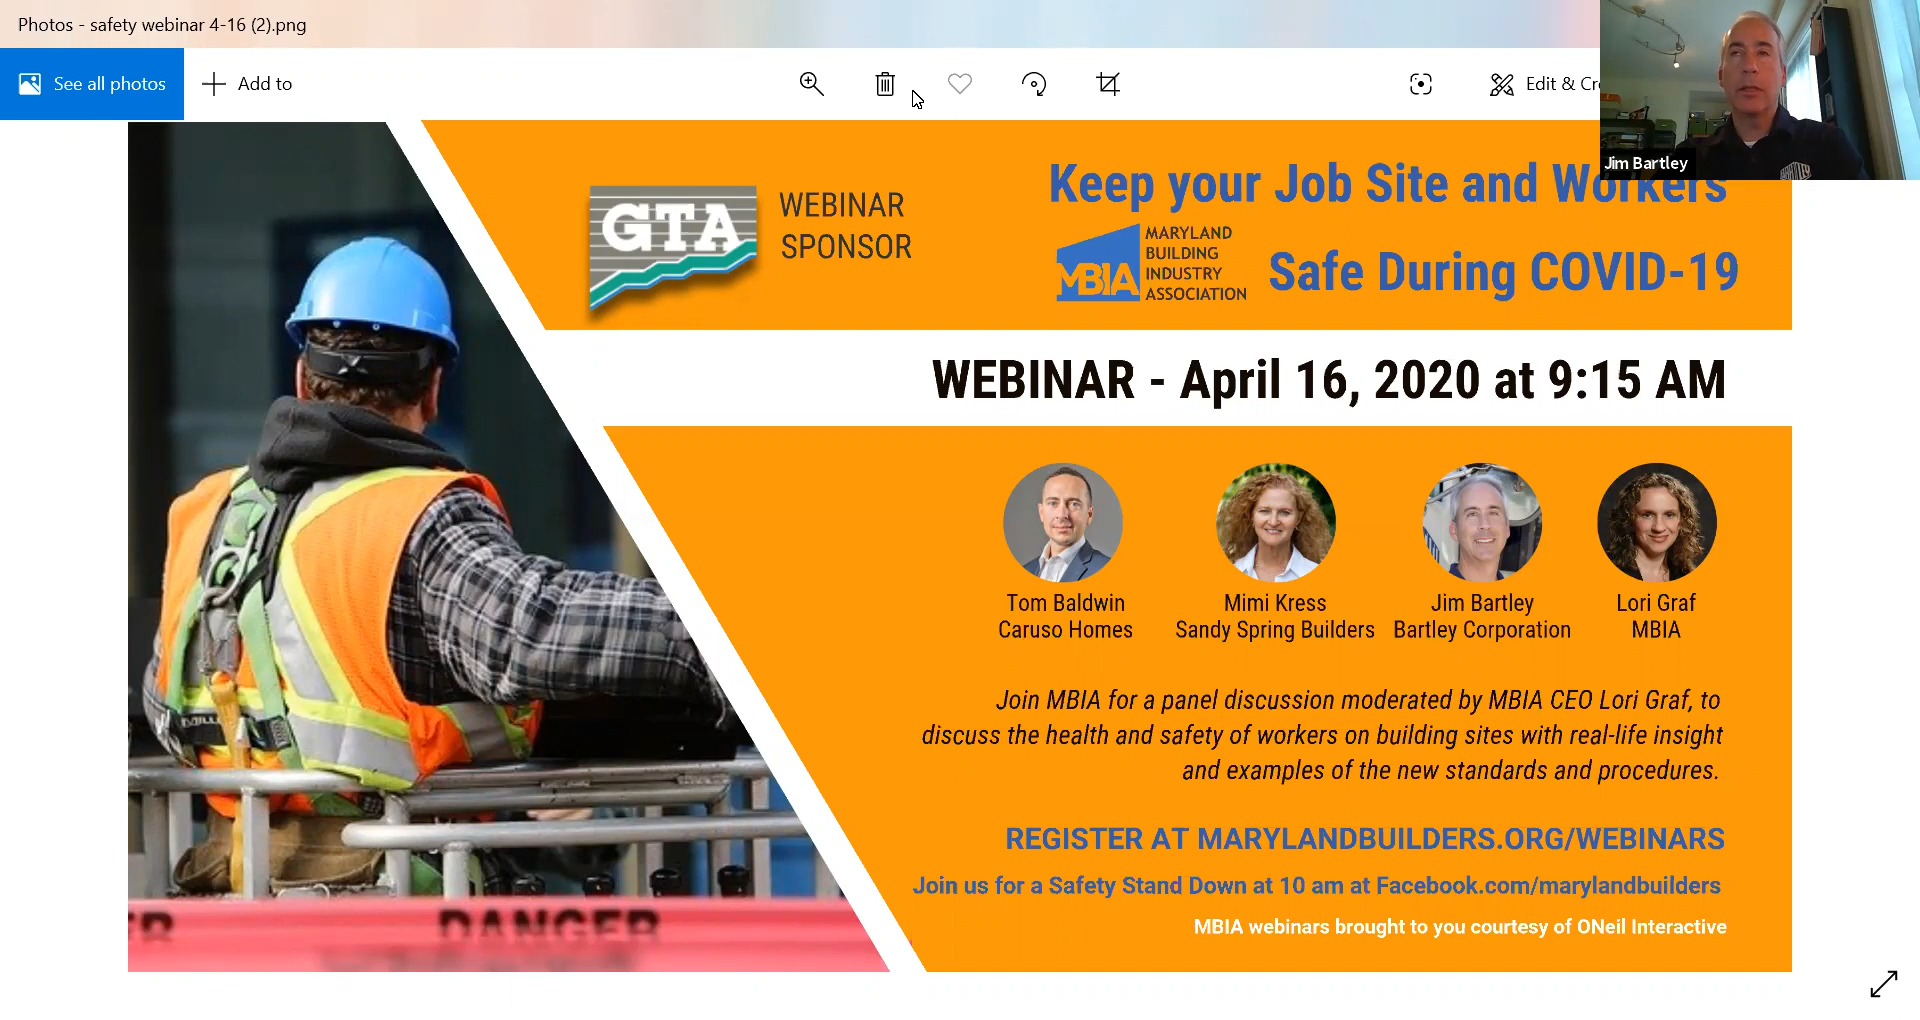 Photos - safety webinar 4-16 (2).png
See all photos
Add to
Edit & Cr
Jim Bartley
GTA
WEBINAR
SPONSOR
Keep your Job Site and Workers
MBIA
MARYLAND
BUILDING
INDUSTRY
ASSOCIATION
Safe During COVID-19
WEBINAR - April 16, 2020 at 9:15 AM
Tom Baldwin
Caruso Homes
Mimi Kress
Sandy Spring Builders
Jim Bartley
Bartley Corporation
Lori Graf
MBIA
Join MBIA for a panel discussion moderated by MBIA CEO Lori Graf, to
discuss the health and safety of workers on building sites with real-life insight
and examples of the new standards and procedures.
REGISTER AT MARYLANDBUILDERS.ORG/WEBINARS
Join us for a Safety Stand Down at 10 am at Facebook.com/marylandbuilders
MBIA webinars brought to you courtesy of ONeil Interactive
ER DANGER